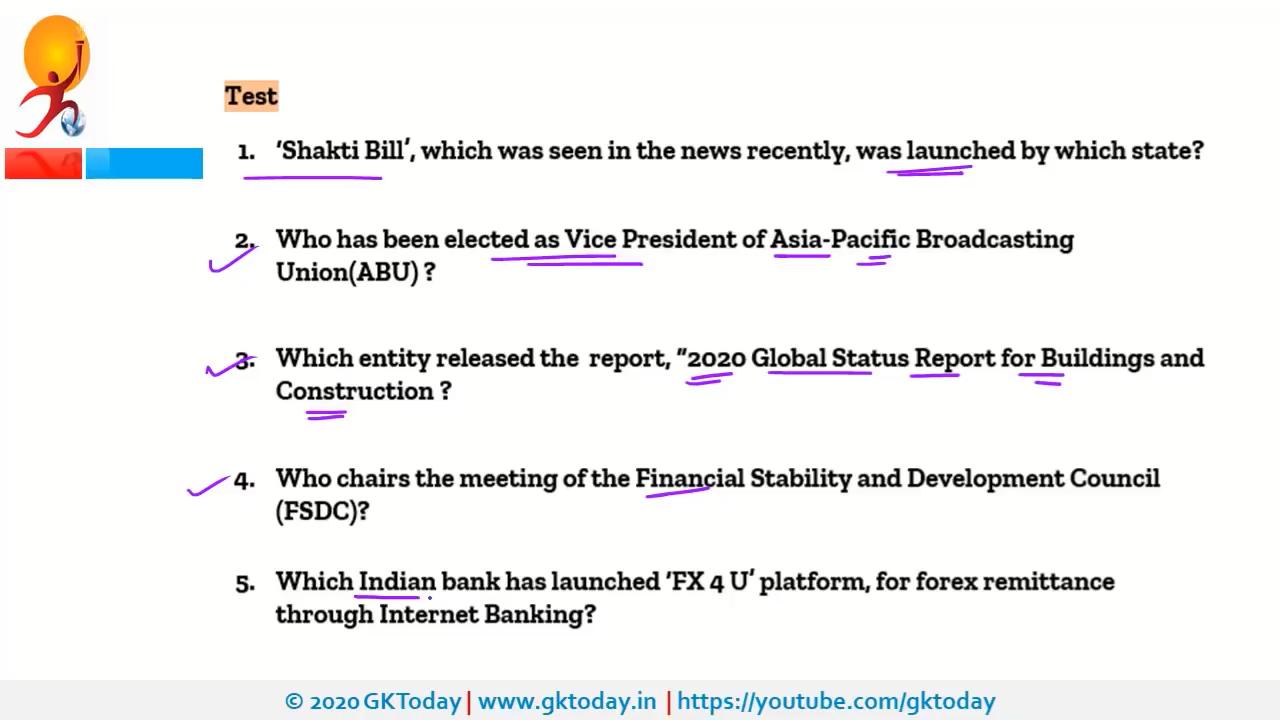 Test
1. ‘Shakti Bill’, which was seen in the news recently, was launched by which state?
2. Who has been elected as Vice President of Asia-Pacific Broadcasting
Union(ABU) ?
3. Which entity released the report, “2020 Global Status Report for Buildings and
Construction ?
4. Who chairs the meeting of the Financial Stability and Development Council
(FSDC)?
5. Which Indian bank has launched ‘FX 4 U’ platform, for forex remittance
through Internet Banking?
© 2020 GKToday | www.gktoday.in | https://youtube.com/gktoday